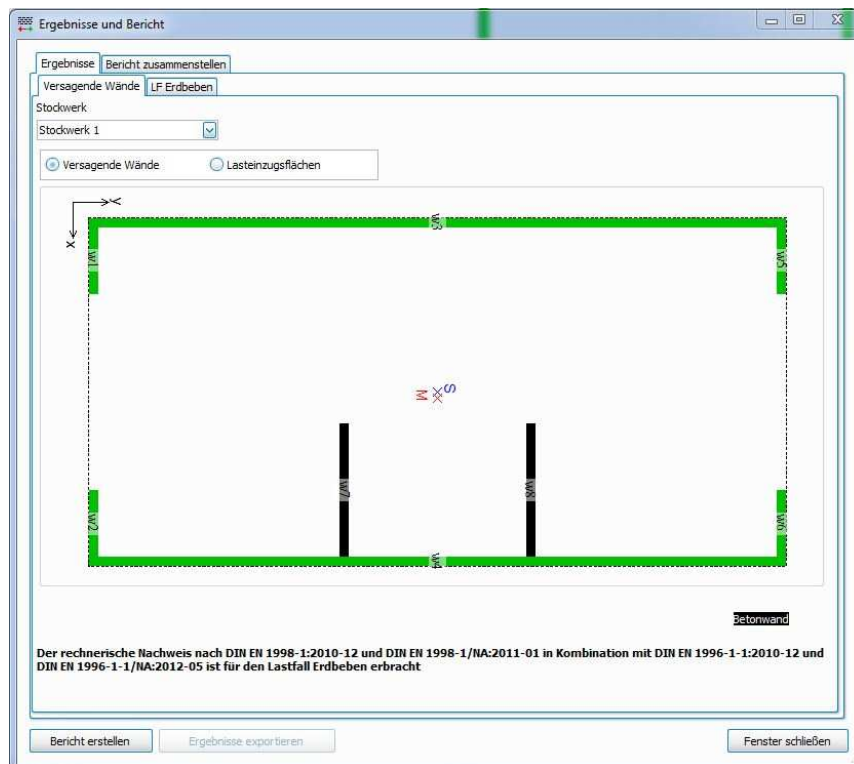 Ergebnisse und Bericht
Ergebnisse Bericht zusammenstellen
Versagende Wände LF Erdbeben
Stockwerk
Stockwerk 1
Versagende Wände Lasteinzugsflächen
Y
X
W3
W1
W5
S
M
W7
W8
W2
W6
W4
Betonwand
Der rechnerische Nachweis nach DIN EN 1998-1:2010-12 und DIN EN 1998-1/NA:2011-01 in Kombination mit DIN EN 1996-1-1:2010-12 und
DIN EN 1996-1-1/NA:2012-05 ist für den Lastfall Erdbeben erbracht
Bericht erstellen Ergebnisse exportieren Fenster schließen